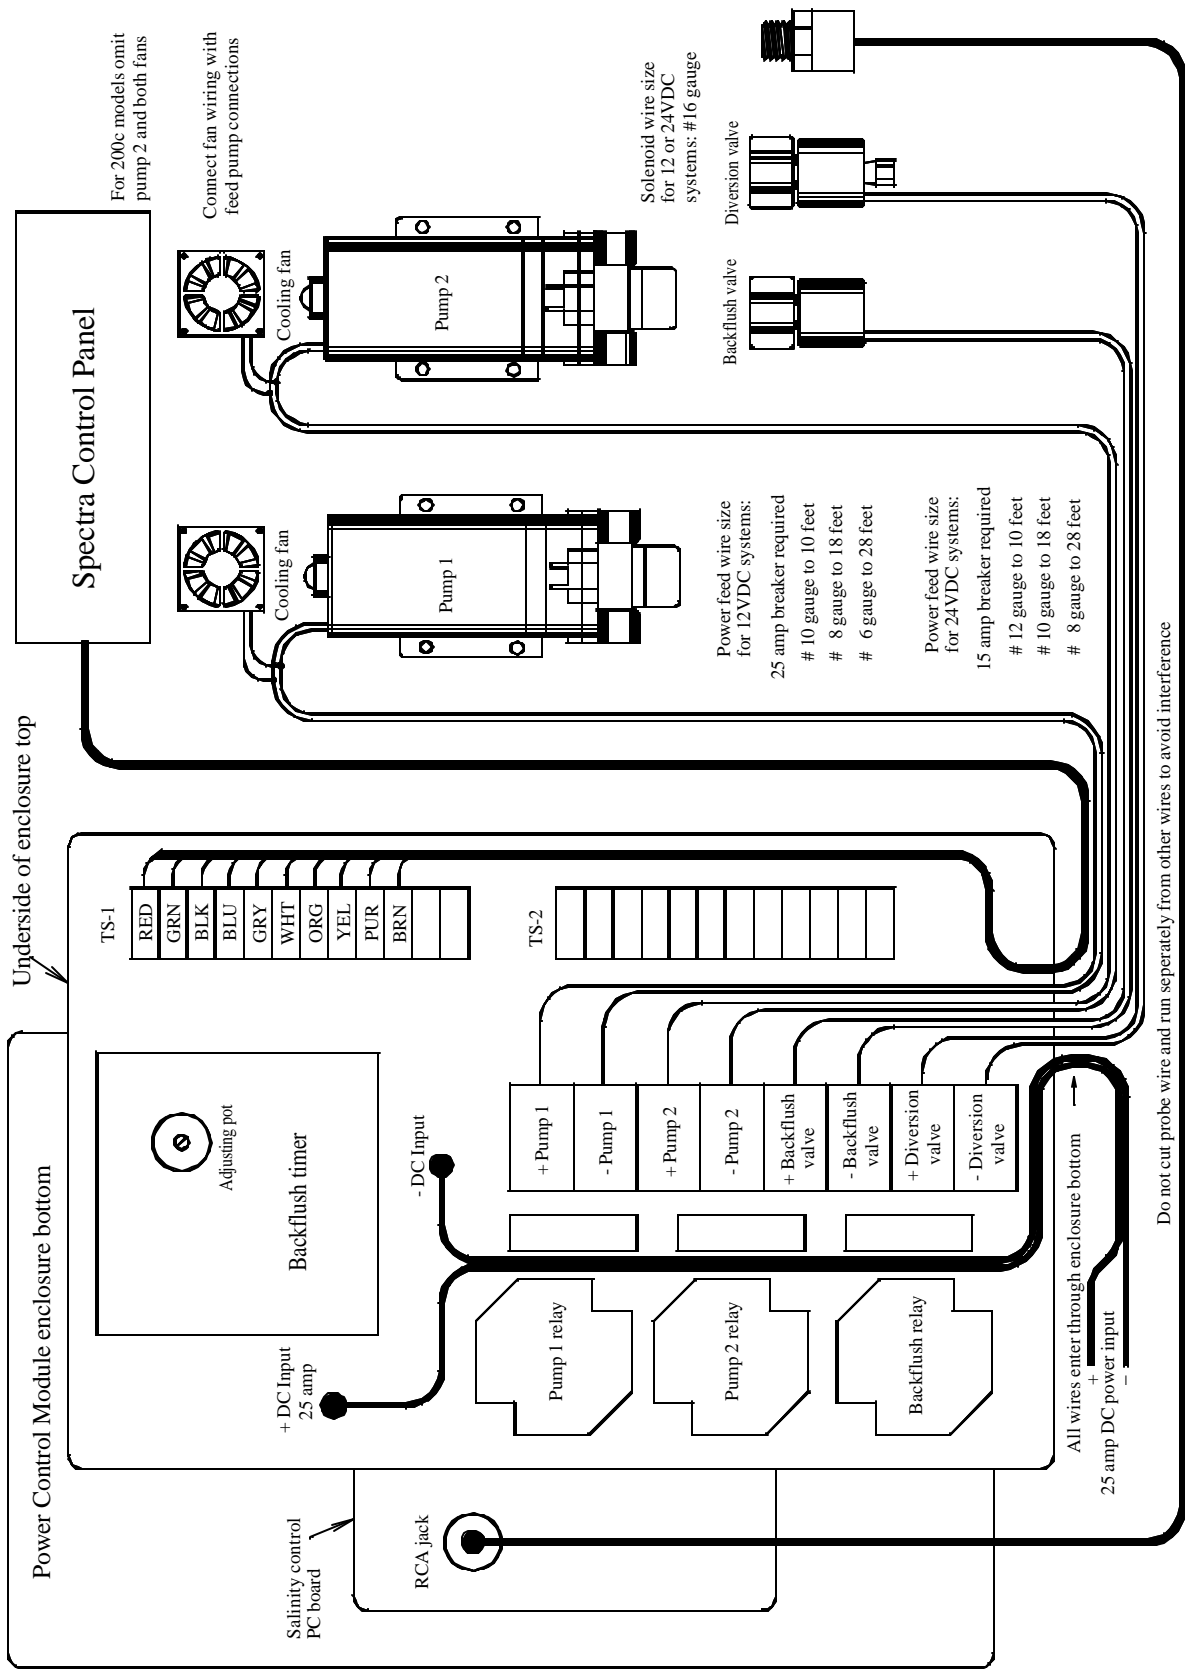 Power Control Module enclosure bottom
Underside of enclosure top
Spectra Control Panel
For 200c models omit
pump 2 and both fans
Connect fan wiring with
feed pump connections
Adjusting pot
Backflush timer
TS-1
RED
GRN
BLK
BLU
GRY
WHT
ORG
YEL
PUR
BRN
Cooling fan
Cooling fan
Salinity control
PC board
+ DC Input
25 amp
- DC Input
RCA jack
Pump 1
Pump 2
Pump 1 relay
Pump 2 relay
Backflush relay
+ Pump 1
- Pump 1
+ Pump 2
- Pump 2
+ Backflush
valve
- Backflush
valve
+ Diversion
valve
- Diversion
valve
TS-2
Solenoid wire size
for 12 or 24VDC
systems: #16 gauge
Backflush valve
Diversion valve
Power feed wire size
for 12VDC systems:
25 amp breaker required
# 10 gauge to 10 feet
# 8 gauge to 18 feet
# 6 gauge to 28 feet
Power feed wire size
for 24VDC systems:
15 amp breaker required
# 12 gauge to 10 feet
# 10 gauge to 18 feet
# 8 gauge to 28 feet
All wires enter through enclosure bottom
+
–
25 amp DC power input
Do not cut probe wire and run seperately from other wires to avoid interference